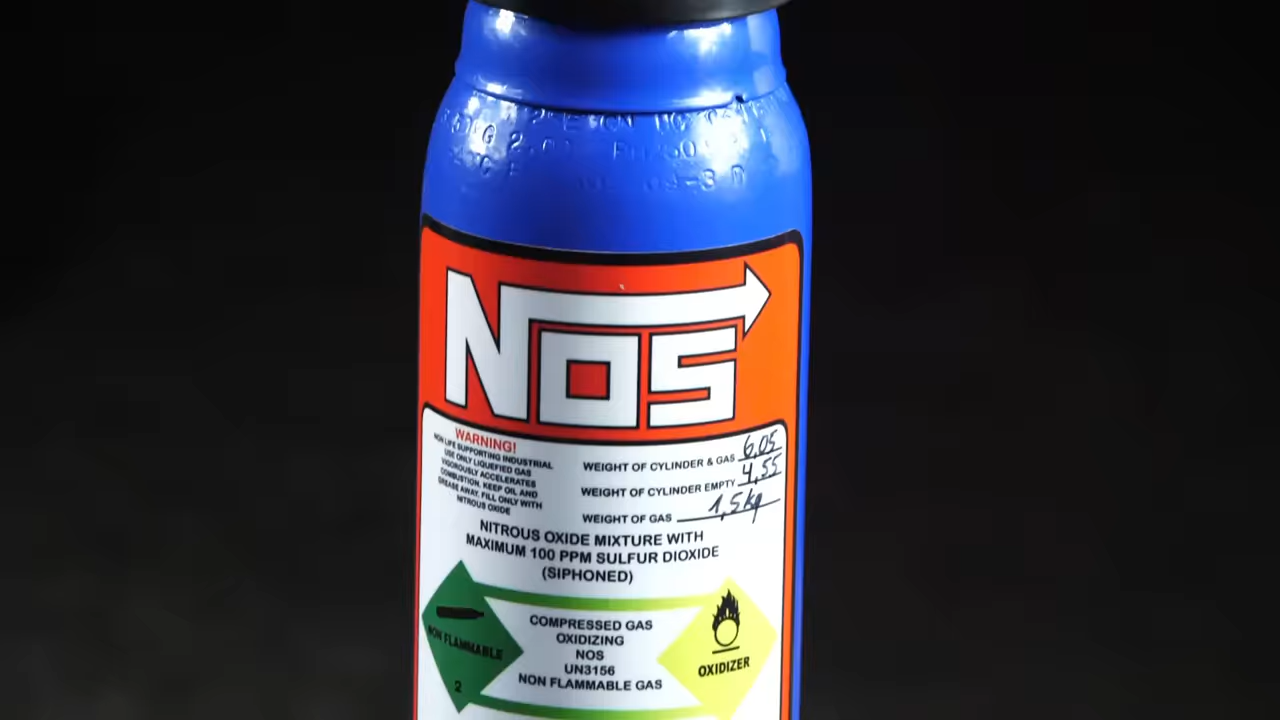 NOS
WARNING!
NON LIFE SUPPORTING INDUSTRIAL
USE ONLY LIQUEFIED GAS
VIGOROUSLY ACCELERATES
COMBUSTION. KEEP OIL AND
GREASE AWAY. FILL ONLY WITH
NITROUS OXIDE
WEIGHT OF CYLINDER & GAS 6,05
WEIGHT OF CYLINDER EMPTY 4,55
WEIGHT OF GAS 1,5kg
NITROUS OXIDE MIXTURE WITH
MAXIMUM 100 PPM SULFUR DIOXIDE
(SIPHONED)
NON FLAMMABLE
2
COMPRESSED GAS
OXIDIZING
NOS
UN3156
NON FLAMMABLE GAS
OXIDIZER